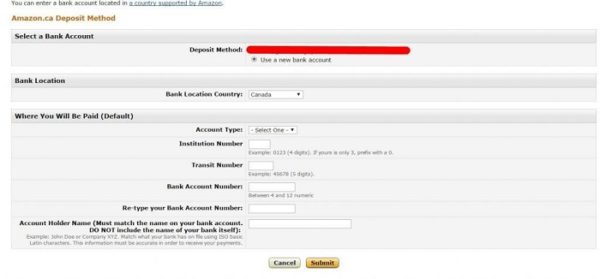 You can enter a bank account located in a country supported by Amazon.
Amazon.ca Deposit Method
Select a Bank Account
Deposit Method:
Use a new bank account
Bank Location
Bank Location Country: Canada
Where You Will Be Paid (Default)
Account Type: - Select One -
Institution Number
Example: 0123 (4 digits). If yours is only 3, prefix with a 0.
Transit Number
Example: 45678 (5 digits).
Bank Account Number:
Between 4 and 12 numeric
Re-type your Bank Account Number:
Account Holder Name (Must match the name on your bank account.
DO NOT include the name of your bank itself):
Example: John Doe or Company XYZ. Match what your bank has on file using ISO basic
Latin characters. This information must be accurate in order to receive your payments.
Cancel Submit